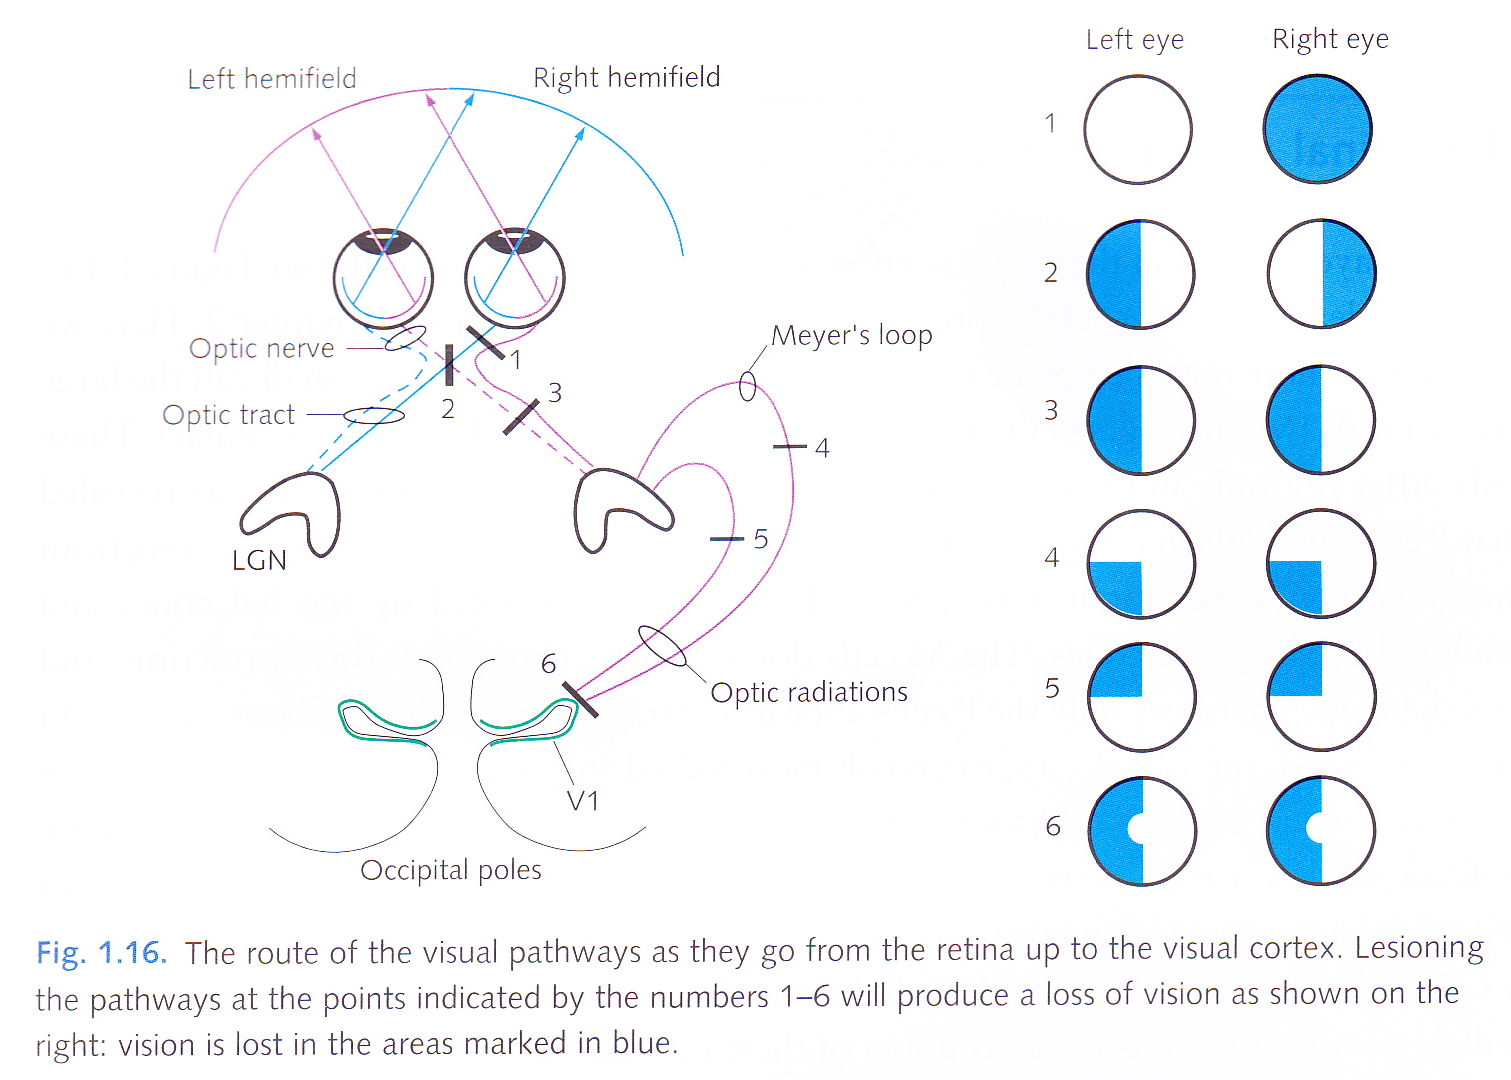 Left eye Right eye
Left hemifield Right hemifield
1
2
Optic nerve
Meyer's loop
1
3
Optic tract
2
3
4
5
4
LGN
6
5
Optic radiations
V1
6
Occipital poles
Fig. 1.16. The route of the visual pathways as they go from the retina up to the visual cortex. Lesioning
the pathways at the points indicated by the numbers 1–6 will produce a loss of vision as shown on the
right: vision is lost in the areas marked in blue.